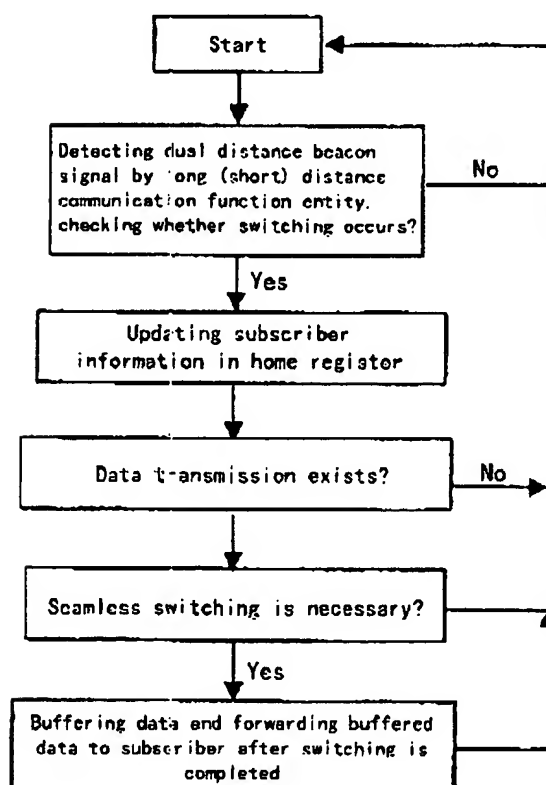 Start
Detecting dual distance beacon
signal by long (short) distance
communication function entity,
checking whether switching occurs?
No
Yes
Updating subscriber
information in home register
Data transmission exists?
No
Seamless switching is necessary?
Yes
Buffering data and forwarding buffered
data to subscriber after switching is
completed